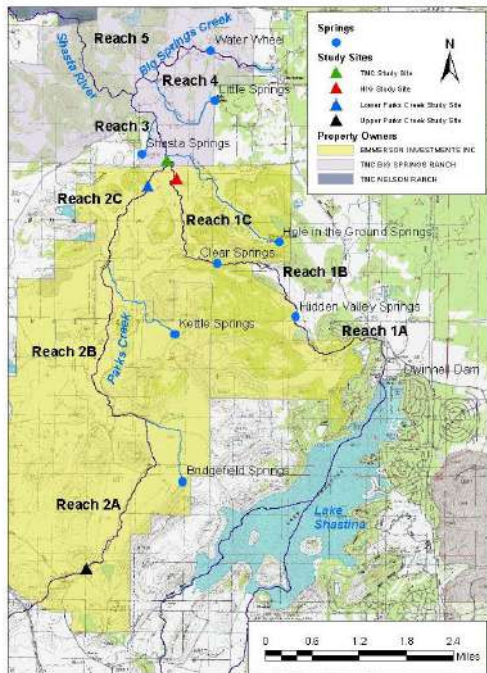 Springs
Study Sites
TNC Study Site
HIG Study Site
Lower Parks Creek Study Site
Upper Parks Creek Study Site
Property Owners
EMMERSON INVESTMENTS INC
TNC BIG SPRINGS RANCH
TNC NELSON RANCH
N
Reach 5
Shasta River
Big Springs Creek
Water Wheel
Reach 4
Little Springs
Reach 3
Shasta Springs
Reach 2C
Reach 1C
Hole in the Ground Springs
Clear Springs
Reach 1B
Hidden Valley Springs
Reach 1A
Kettle Springs
Reach 2B
Parks Creek
Dwinnell Dam
Bridgefield Springs
Reach 2A
Lake
Shastina
0 0.6 1.2 1.8 2.4
Miles